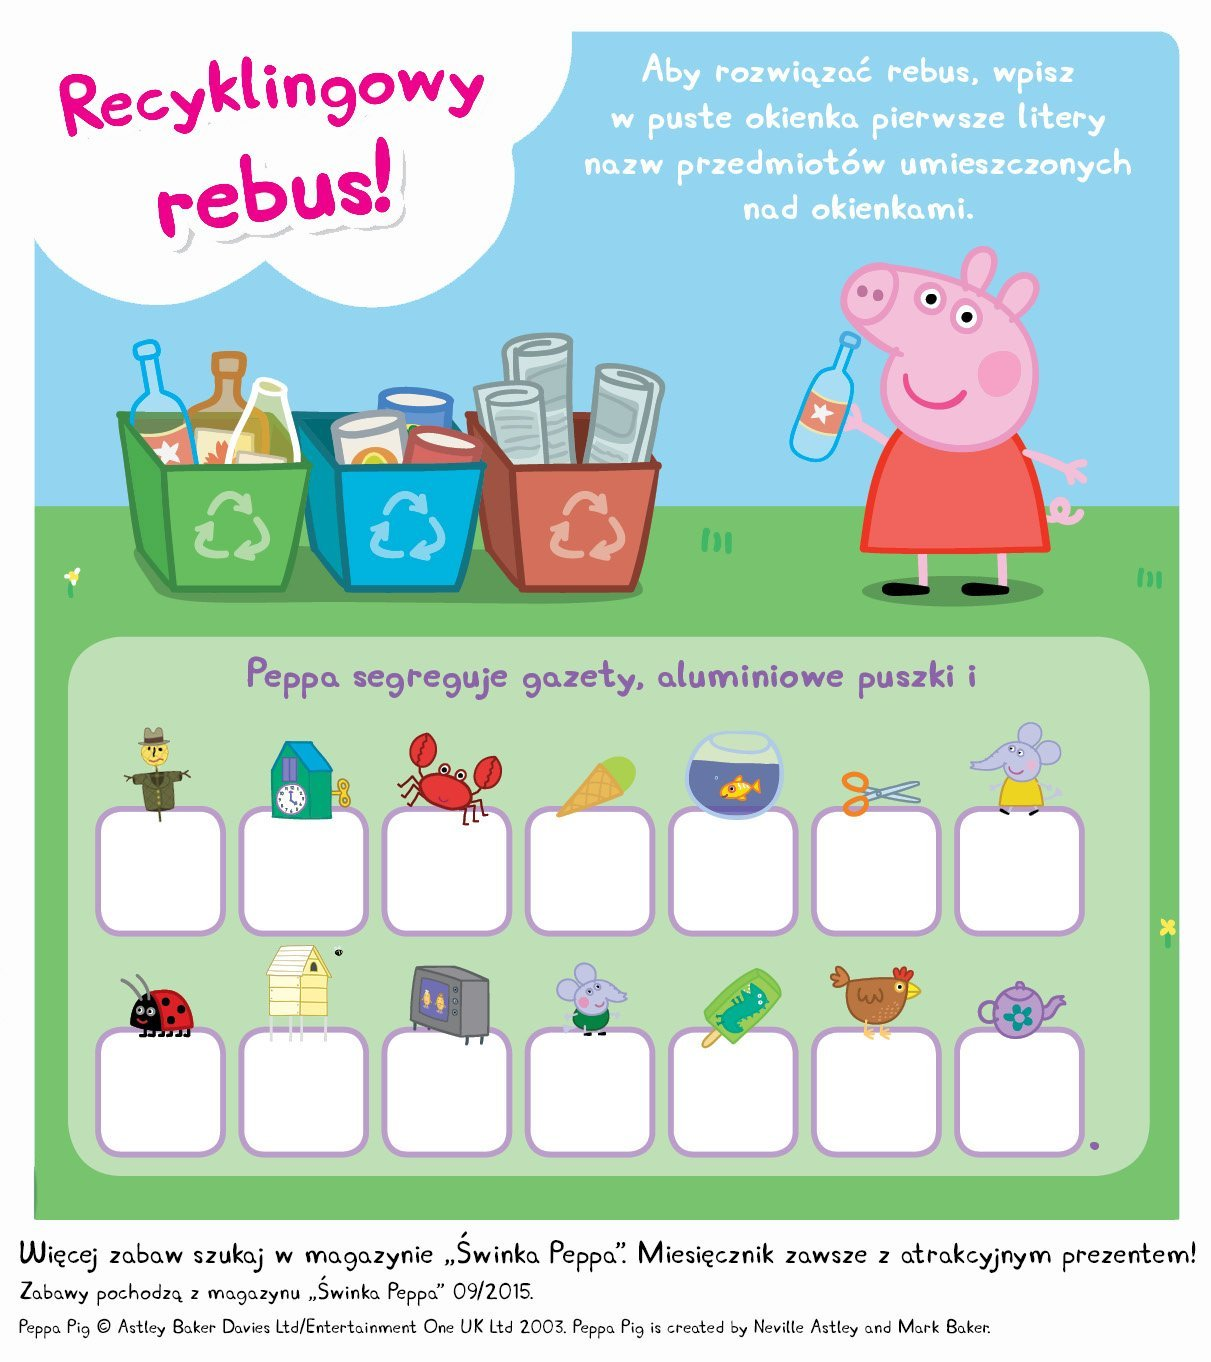 Recyklingowy
rebus!
Aby rozwiązać rebus, wpisz
w puste okienka pierwsze litery
nazw przedmiotów umieszczonych
nad okienkami.
Peppa segreguje gazety, aluminiowe puszki i
.
Więcej zabaw szukaj w magazynie „Świnka Peppa”. Miesięcznik zawsze z atrakcyjnym prezentem!
Zabawy pochodzą z magazynu „Świnka Peppa” 09/2015.
Peppa Pig © Astley Baker Davies Ltd/Entertainment One UK Ltd 2003. Peppa Pig is created by Neville Astley and Mark Baker.